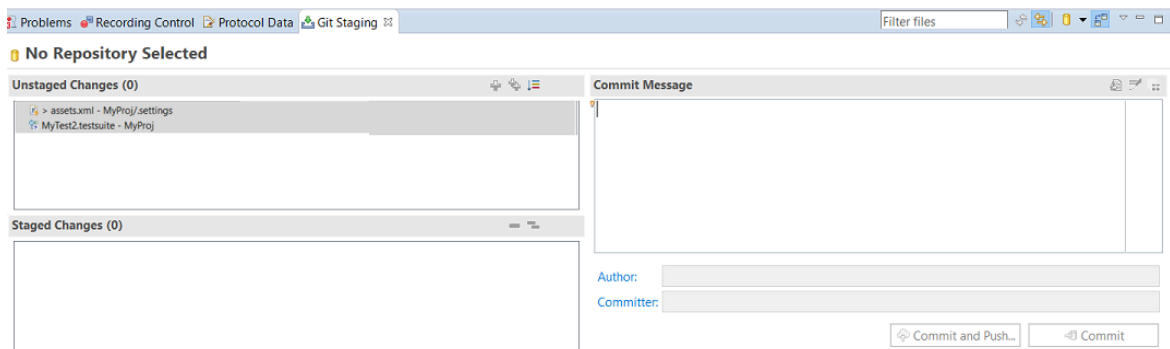 Problems Recording Control Protocol Data Git Staging Filter files
No Repository Selected
Unstaged Changes (0)
> assets.xml - MyProj/.settings
MyTest2.testsuite - MyProj
Staged Changes (0)
Commit Message
Author:
Committer:
Commit and Push... Commit